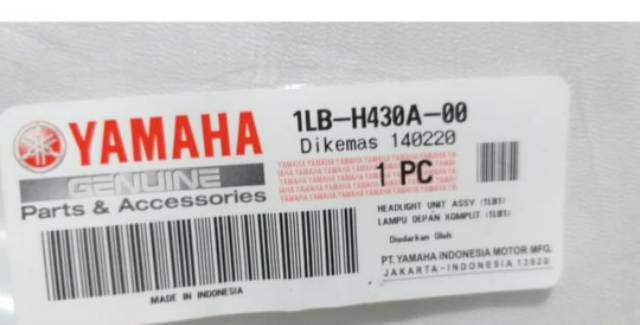 1LB-H430A-00
YAMAHA
Dikemas 140220
GENUINE
1 PC
Parts & Accessories
HEADLIGHT UNIT ASSY (1LB1)
LAMPU DEPAN KOMPLIT (1LB1)
Diedarkan Oleh
PT. YAMAHA INDONESIA MOTOR MFG.
JAKARTA-INDONESIA 13920
MADE IN INDONESIA